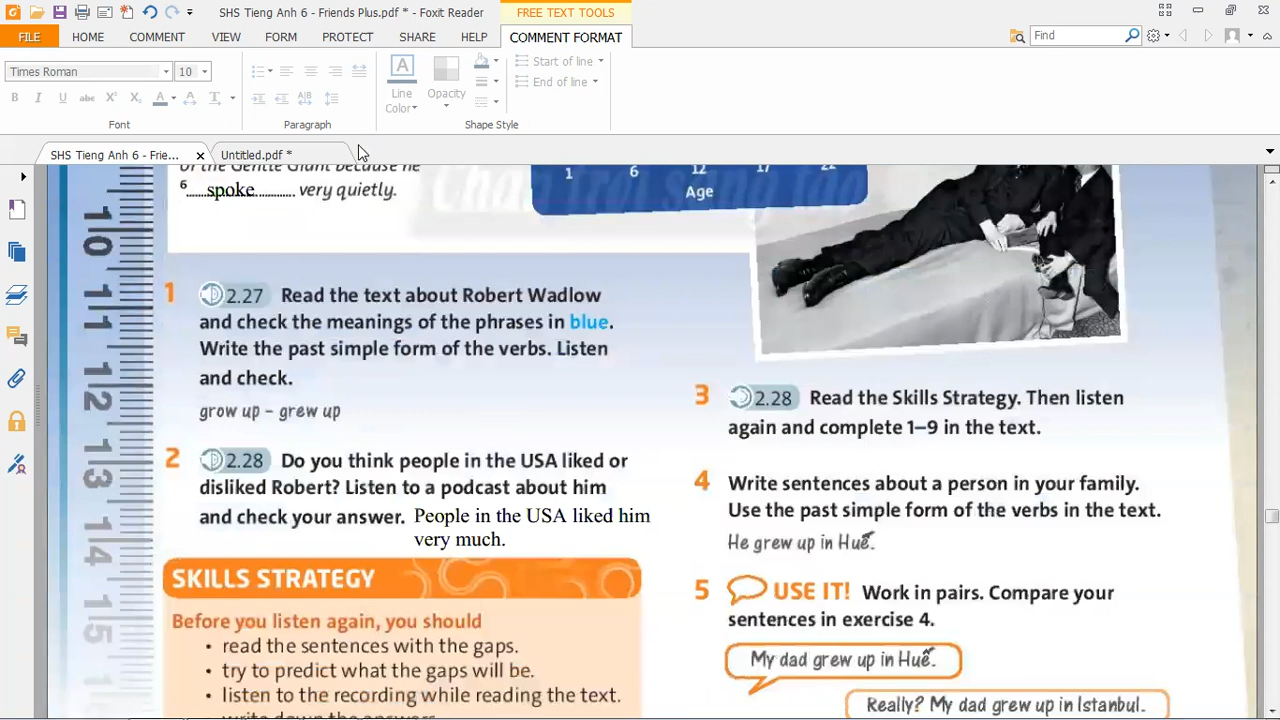 SHS Tieng Anh 6 - Friends Plus.pdf * - Foxit Reader
FREE TEXT TOOLS
FILE HOME COMMENT VIEW FORM PROTECT SHARE HELP COMMENT FORMAT
Find
Times Roman 10
Line Color
Opacity
Start of line
End of line
Font
Paragraph
Shape Style
SHS Tieng Anh 6 - Frie... Untitled.pdf *
of the Gentle Giant because he
6 spoke very quietly.
1 6 12 17 22
Age
10
11
12
13
14
15
1 2.27 Read the text about Robert Wadlow
and check the meanings of the phrases in blue.
Write the past simple form of the verbs. Listen
and check.
grow up – grew up
2 2.28 Do you think people in the USA liked or
disliked Robert? Listen to a podcast about him
and check your answer. People in the USA liked him
very much.
SKILLS STRATEGY
Before you listen again, you should
• read the sentences with the gaps.
• try to predict what the gaps will be.
• listen to the recording while reading the text.
• write down the answers.
3 2.28 Read the Skills Strategy. Then listen
again and complete 1–9 in the text.
4 Write sentences about a person in your family.
Use the past simple form of the verbs in the text.
He grew up in Huế.
5 USE IT! Work in pairs. Compare your
sentences in exercise 4.
My dad grew up in Huế.
Really? My dad grew up in Istanbul.